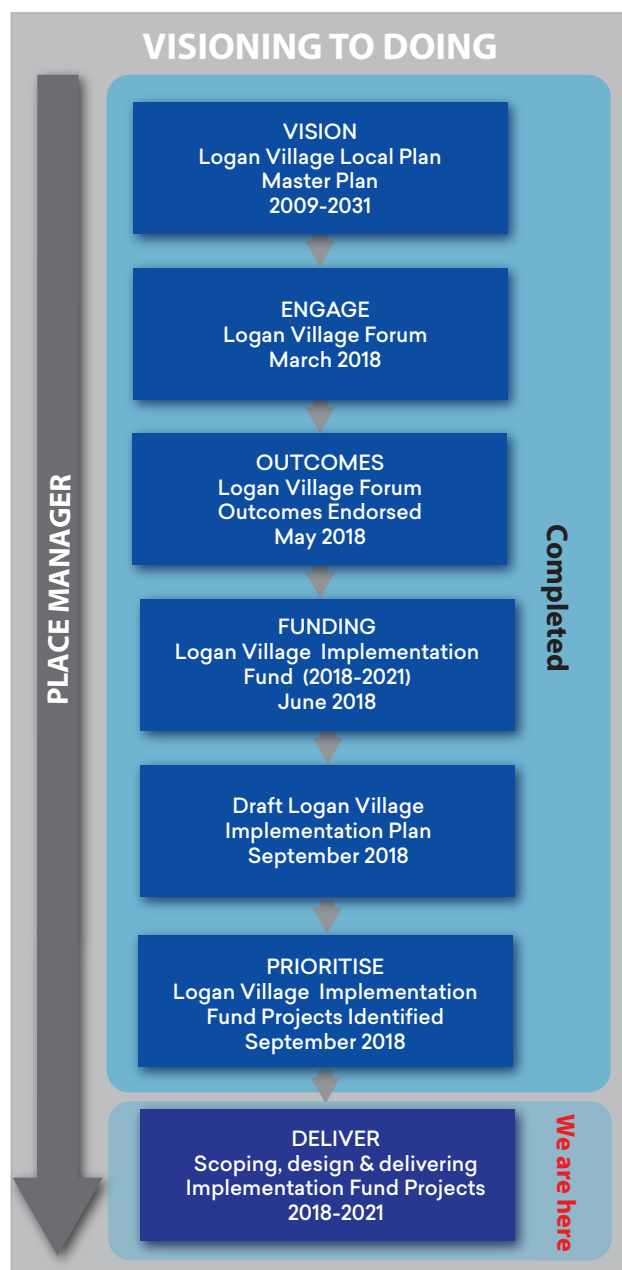 VISIONING TO DOING
PLACE MANAGER
VISION
Logan Village Local Plan
Master Plan
2009-2031
ENGAGE
Logan Village Forum
March 2018
OUTCOMES
Logan Village Forum
Outcomes Endorsed
May 2018
FUNDING
Logan Village Implementation
Fund (2018-2021)
June 2018
Draft Logan Village
Implementation Plan
September 2018
PRIORITISE
Logan Village Implementation
Fund Projects Identified
September 2018
Completed
DELIVER
Scoping, design & delivering
Implementation Fund Projects
2018-2021
We are here